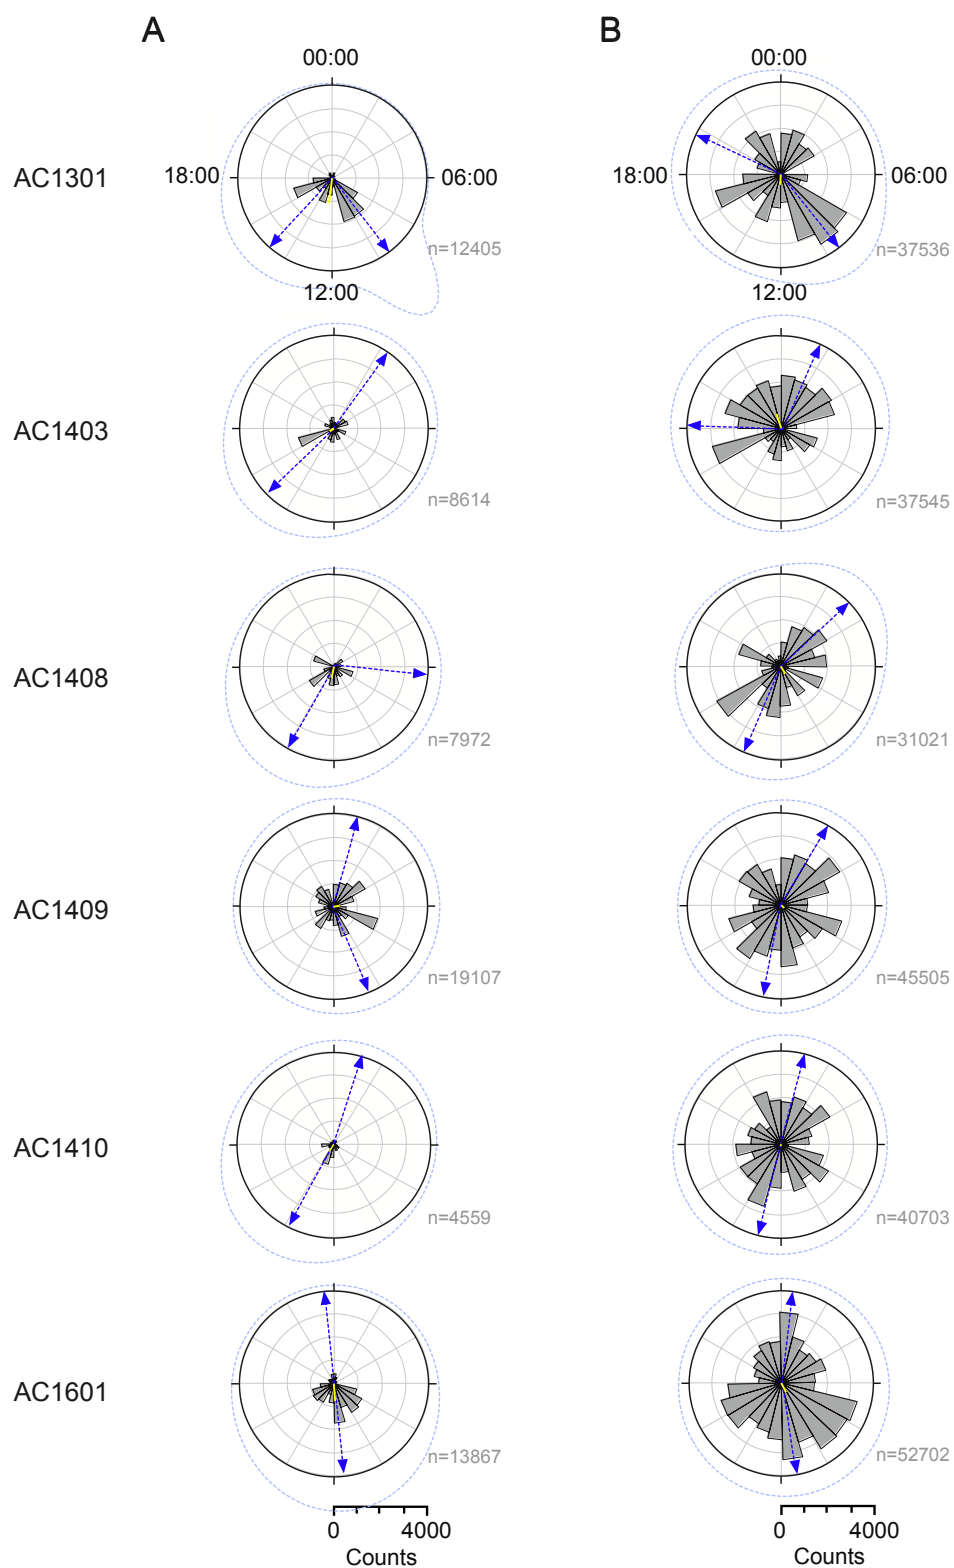 A B
00:00 00:00
AC1301 18:00 06:00 18:00 06:00
n=12405 n=37536
12:00 12:00
AC1403
n=8614 n=37545
AC1408
n=7972 n=31021
AC1409
n=19107 n=45505
AC1410
n=4559 n=40703
AC1601
n=13867 n=52702
0 4000 0 4000
Counts Counts